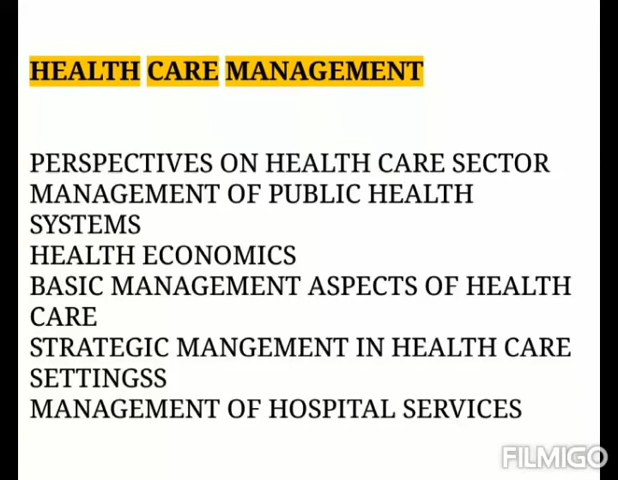 HEALTH CARE MANAGEMENT
PERSPECTIVES ON HEALTH CARE SECTOR
MANAGEMENT OF PUBLIC HEALTH
SYSTEMS
HEALTH ECONOMICS
BASIC MANAGEMENT ASPECTS OF HEALTH
CARE
STRATEGIC MANGEMENT IN HEALTH CARE
SETTINGSS
MANAGEMENT OF HOSPITAL SERVICES
FILMIGO